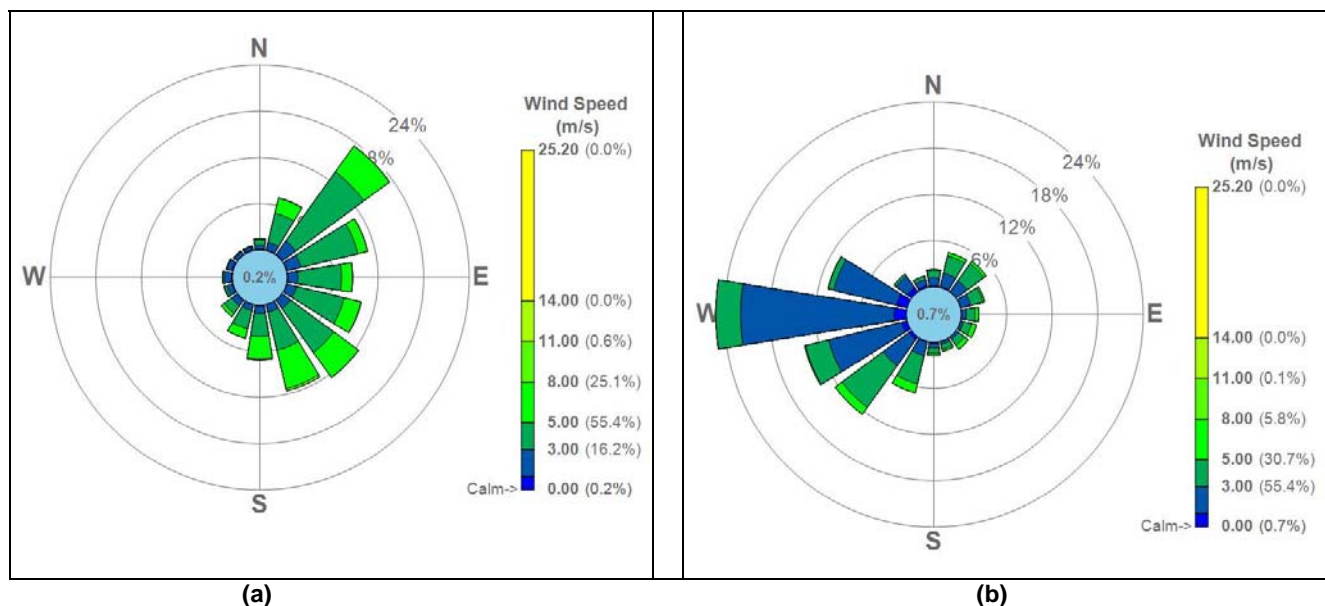 N
24%
8%
W
0.2%
E
S
Wind Speed
(m/s)
25.20 (0.0%)
14.00 (0.0%)
11.00 (0.6%)
8.00 (25.1%)
5.00 (55.4%)
3.00 (16.2%)
Calm-> 0.00 (0.2%)
N
24%
18%
12%
6%
W
0.7%
E
S
Wind Speed
(m/s)
25.20 (0.0%)
14.00 (0.0%)
11.00 (0.1%)
8.00 (5.8%)
5.00 (30.7%)
3.00 (55.4%)
Calm-> 0.00 (0.7%)
(a)
(b)